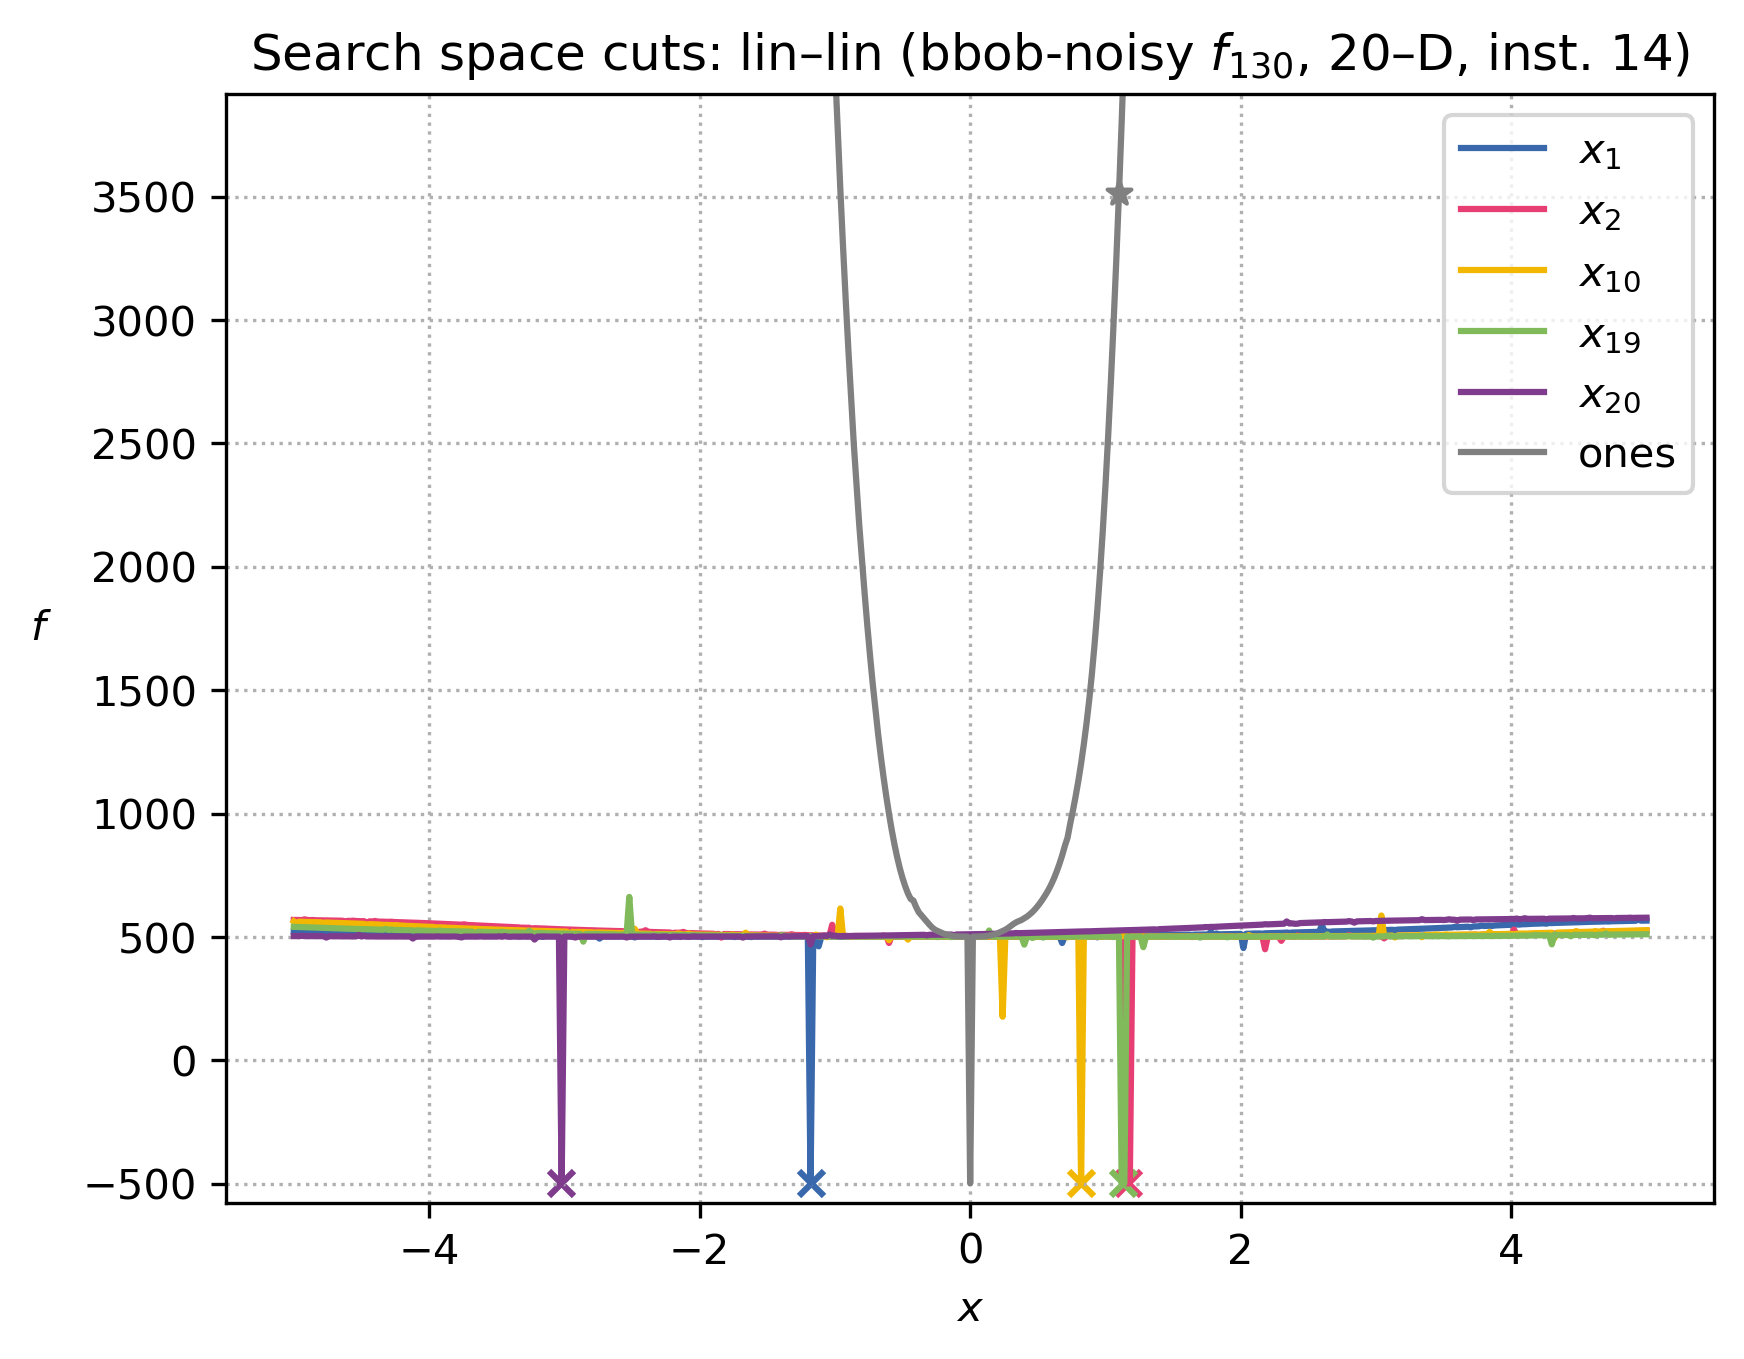 Search space cuts: lin–lin (bbob-noisy f₁₃₀, 20–D, inst. 14)
x₁
x₂
x₁₀
x₁₉
x₂₀
ones
3500
3000
2500
2000
1500
1000
500
0
−500
f
−4 −2 0 2 4
x